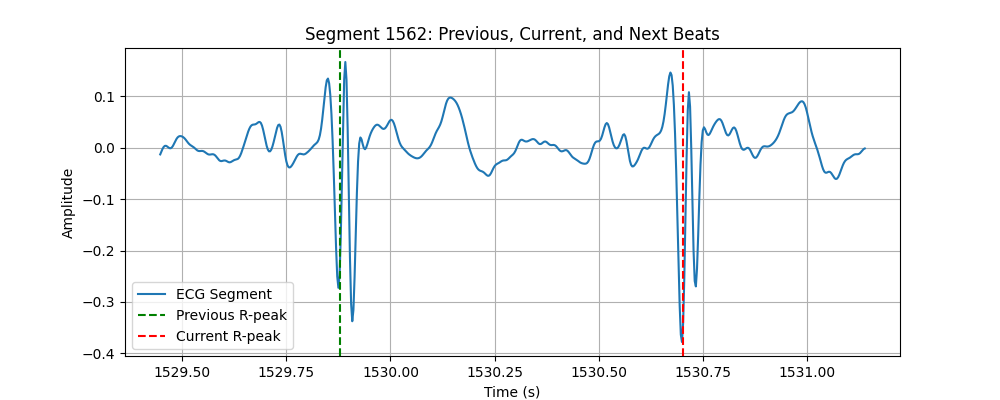 Segment 1562: Previous, Current, and Next Beats
Amplitude
0.1
0.0
−0.1
−0.2
−0.3
−0.4
ECG Segment
Previous R-peak
Current R-peak
1529.50 1529.75 1530.00 1530.25 1530.50 1530.75 1531.00
Time (s)